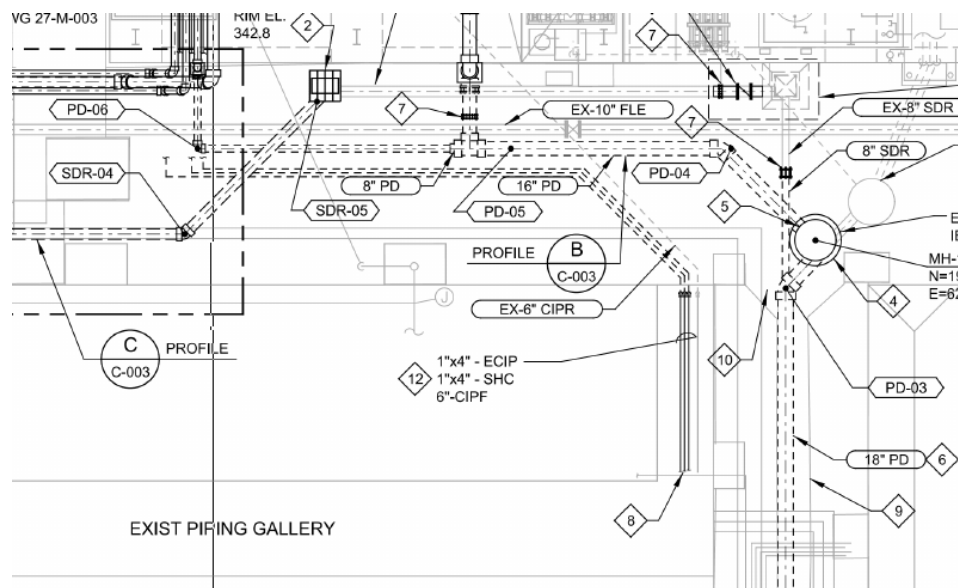 VG 27-M-003
RIM EL.
342.8
2
7
I
I
I
PD-06
7
EX-10" FLE
7
EX-8" SDR
8" SDR
SDR-04
8" PD
16" PD
PD-04
SDR-05
PD-05
5
PROFILE
B
C-003
MH-
N=19
E=62
J
EX-6" CIPR
4
C
C-003
PROFILE
12
1"x4" - ECIP
1"x4" - SHC
6"-CIPF
10
PD-03
18" PD
6
8
9
EXIST PIPING GALLERY